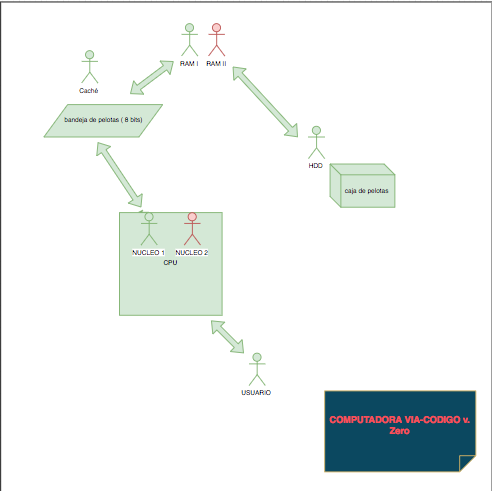 RAM I
RAM II
Caché
bandeja de pelotas ( 8 bits)
HDD
caja de pelotas
NUCLEO 1
NUCLEO 2
CPU
USUARIO
COMPUTADORA VIA-CODIGO v.
Zero